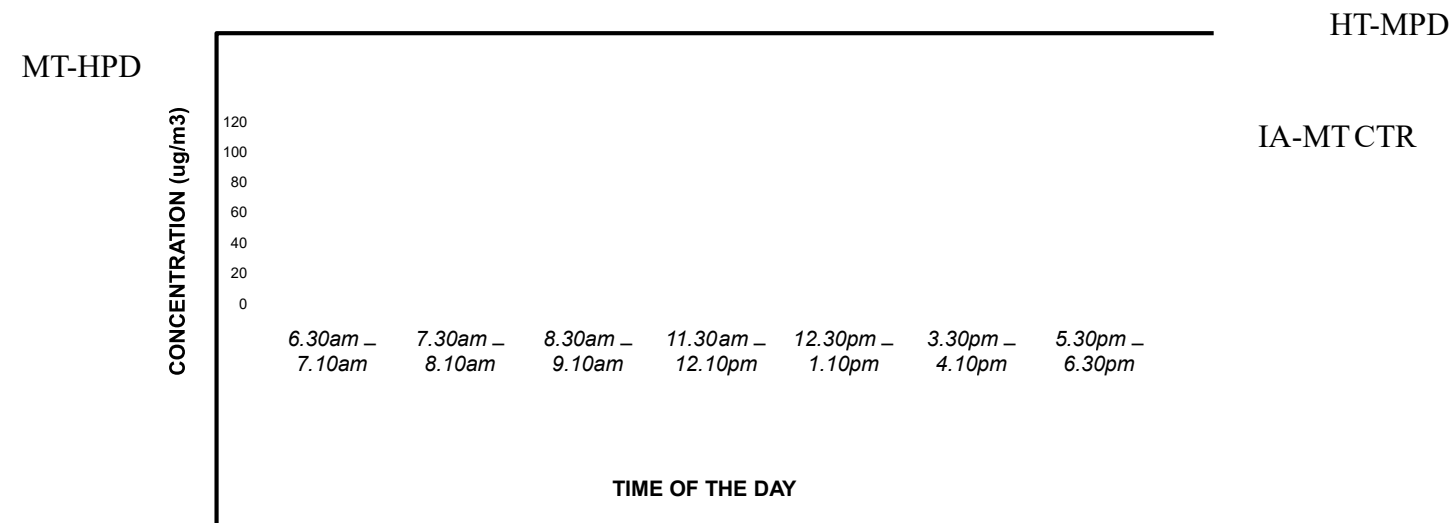 HT-MPD
MT-HPD
IA-MT CTR
CONCENTRATION (ug/m3)
120
100
80
60
40
20
0
6.30am – 7.30am – 8.30am – 11.30am – 12.30pm – 3.30pm – 5.30pm –
7.10am 8.10am 9.10am 12.10pm 1.10pm 4.10pm 6.30pm
TIME OF THE DAY